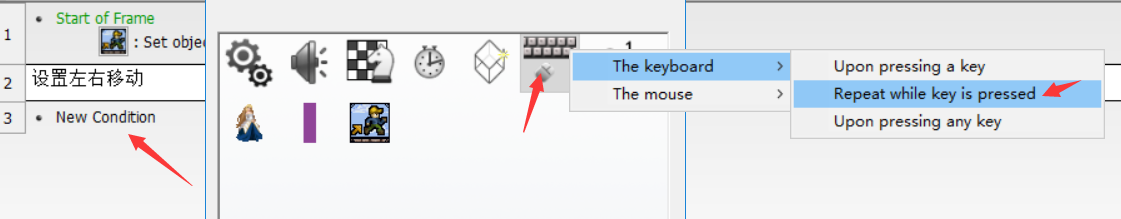 1
Start of Frame
: Set obje
2
设置左右移动
3
New Condition
1
The keyboard
The mouse
Upon pressing a key
Repeat while key is pressed
Upon pressing any key